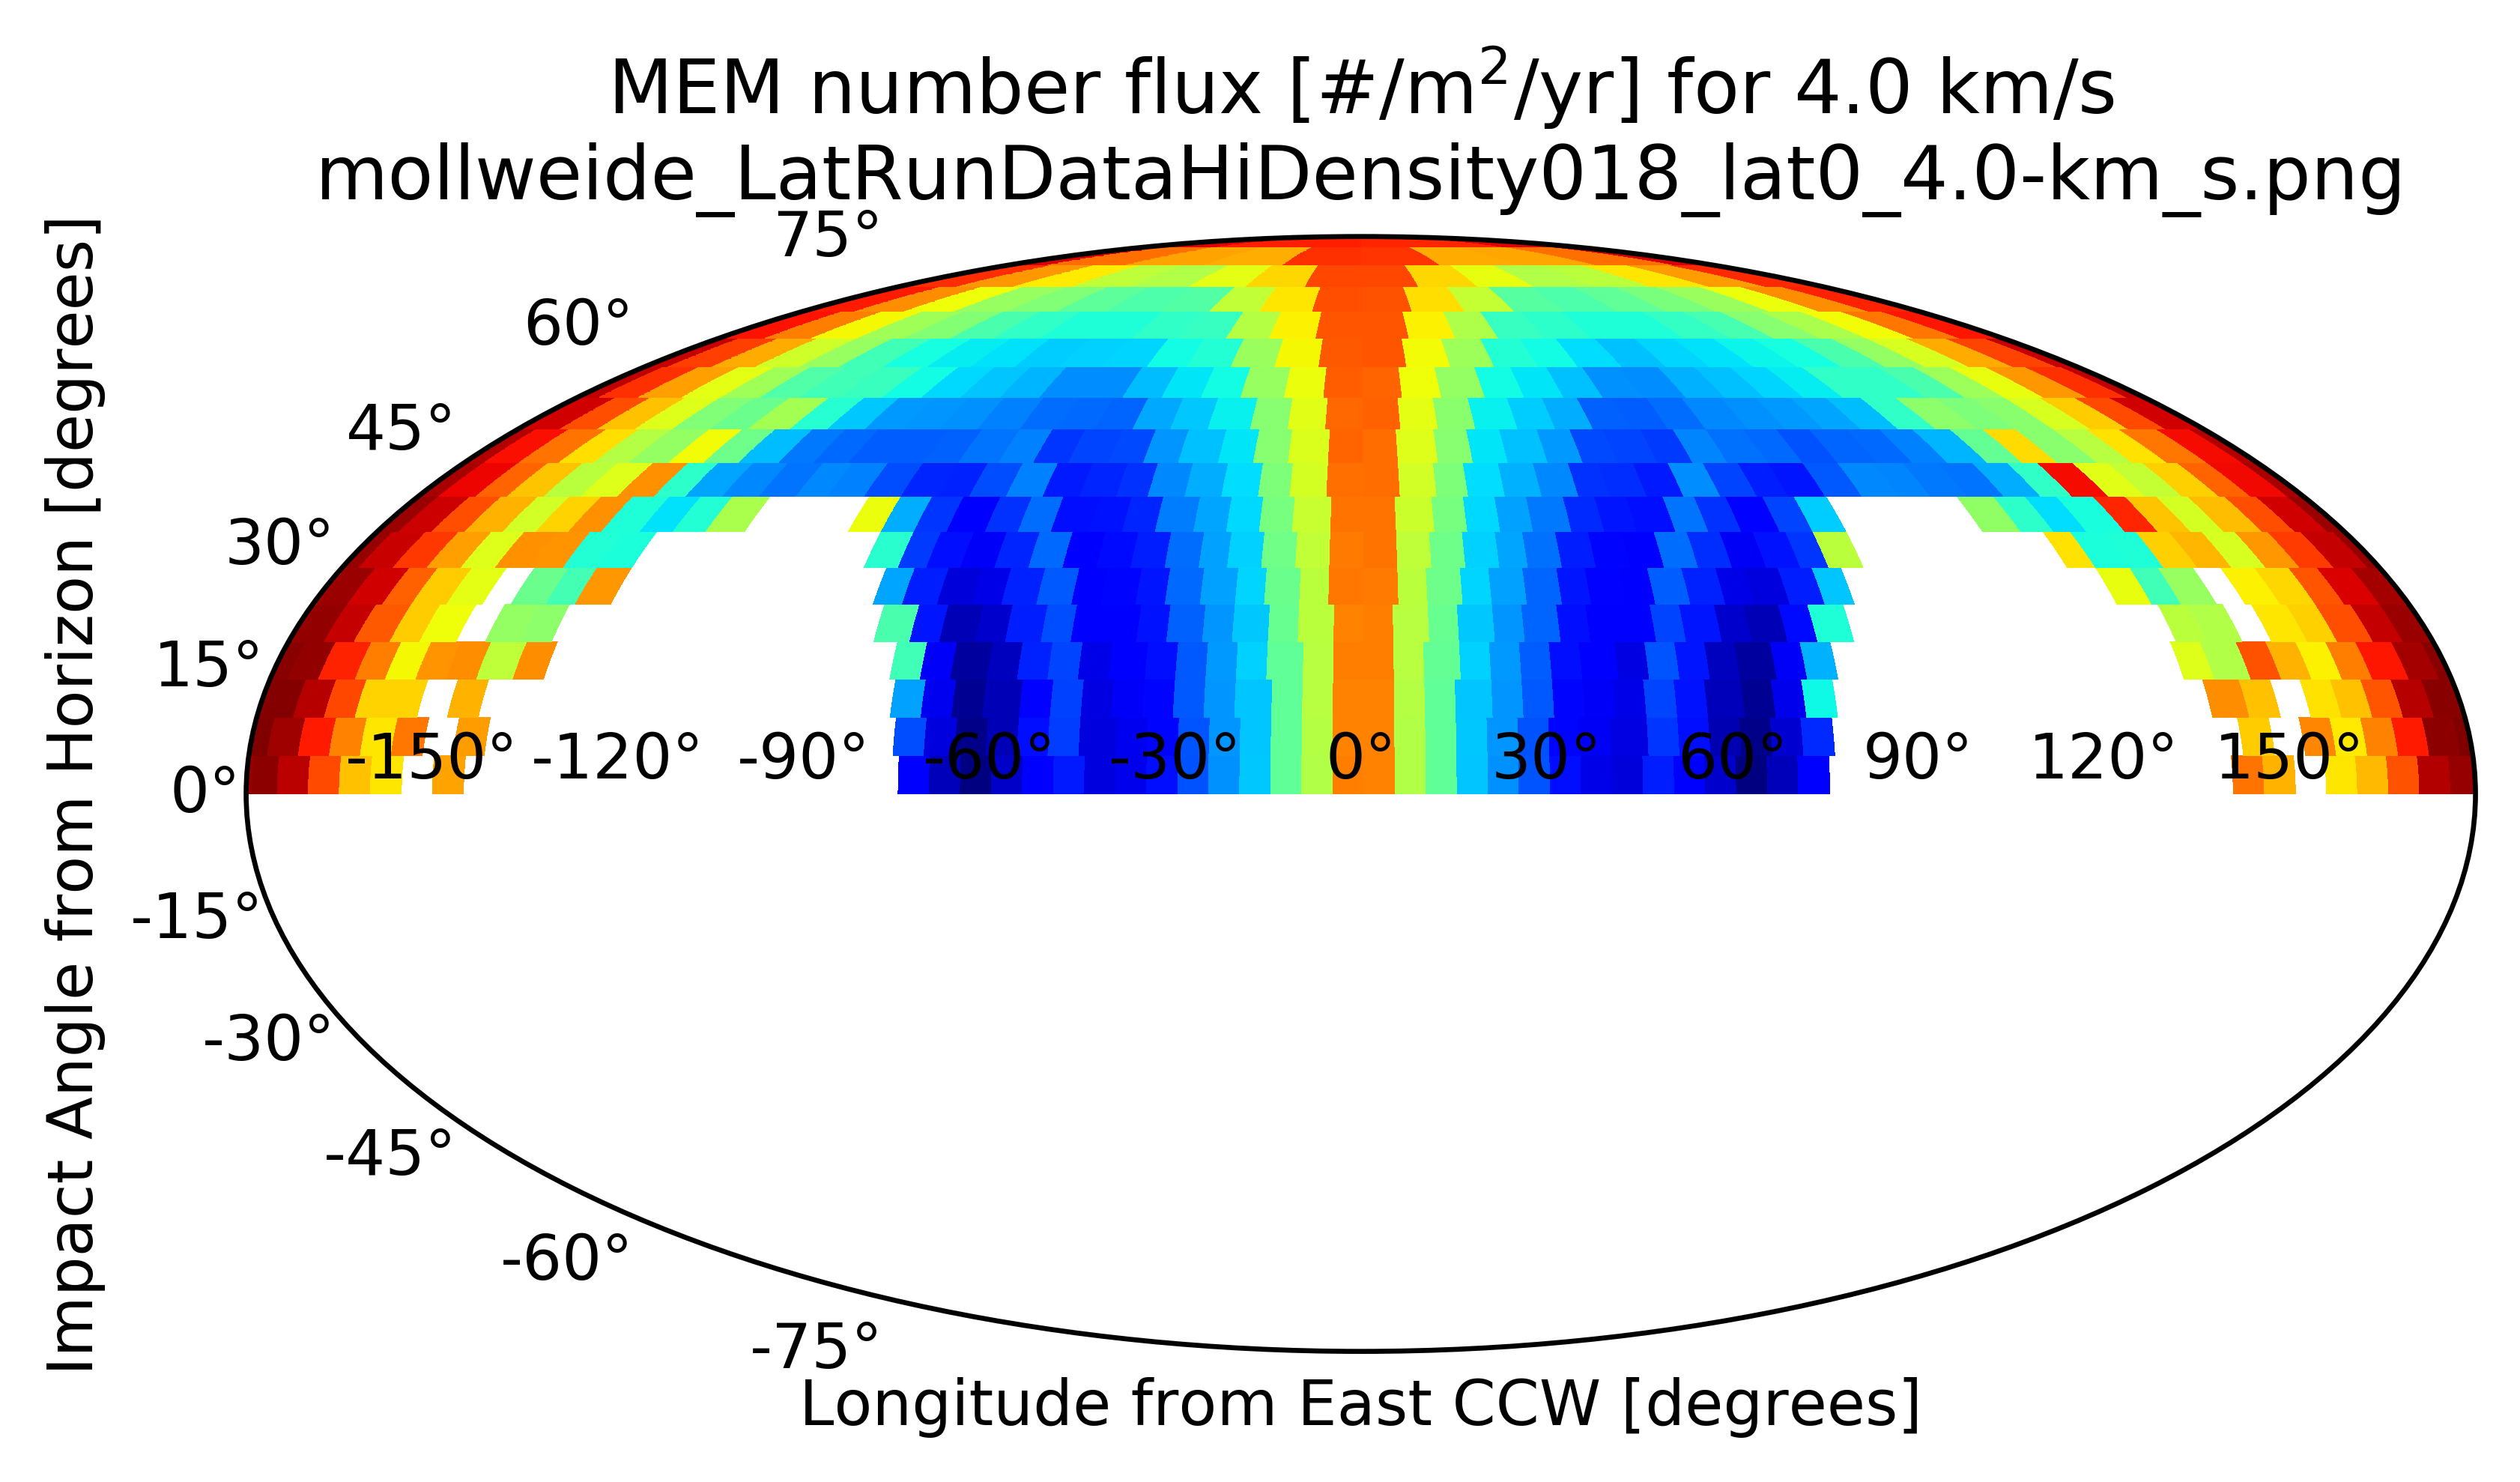 MEM number flux [#/m²/yr] for 4.0 km/s
mollweide_LatRunDataHiDensity018_lat0_4.0-km_s.png
75°
60°
45°
30°
15°
0°
-15°
-30°
-45°
-60°
-75°
-150° -120° -90° -60° -30° 0° 30° 60° 90° 120° 150°
Impact Angle from Horizon [degrees]
Longitude from East CCW [degrees]